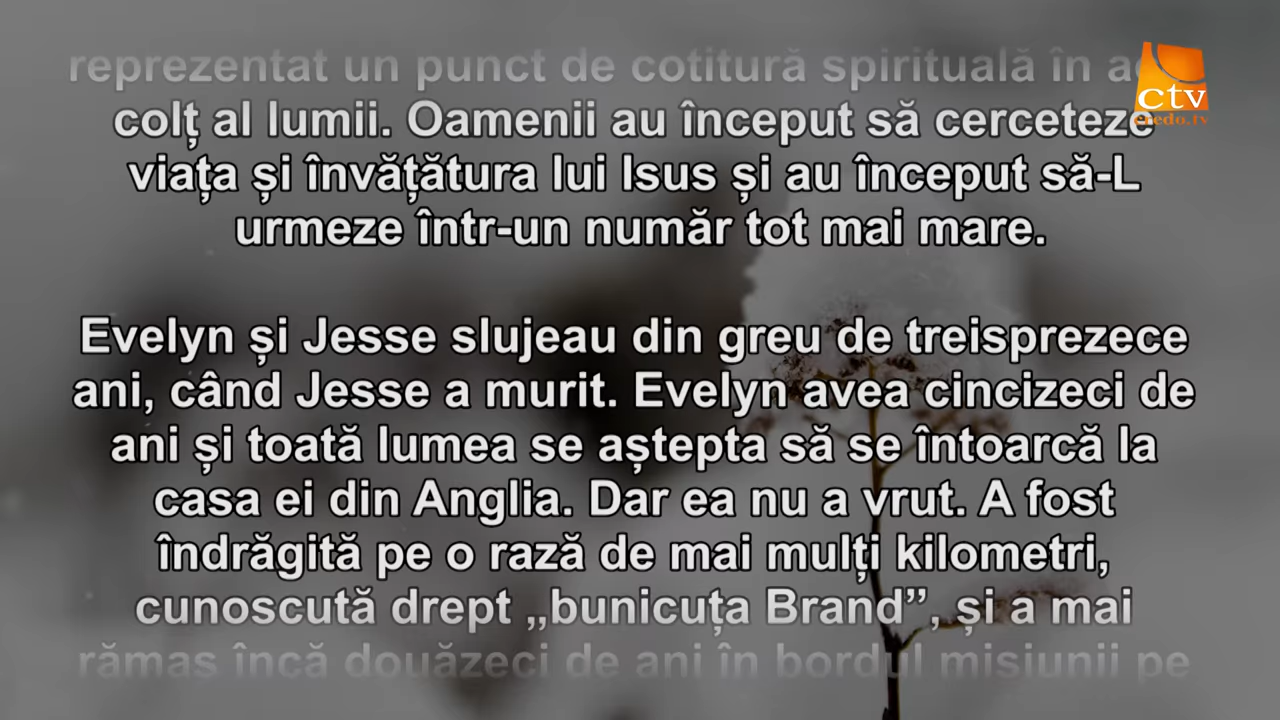 reprezentat un punct de cotitură spirituală în
colț al lumii. Oamenii au început să cerceteze
viața și învățătura lui Isus și au început să-L
urmeze într-un număr tot mai mare.
Evelyn și Jesse slujeau din greu de treisprezece
ani, când Jesse a murit. Evelyn avea cincizeci de
ani și toată lumea se aștepta să se întoarcă la
casa ei din Anglia. Dar ea nu a vrut. A fost
îndrăgită pe o rază de mai mulți kilometri,
cunoscută drept ,,bunicuța Brand”, și a mai
rămas încă douăzeci de ani în bordul misiunii pe
ctv
credo.tv